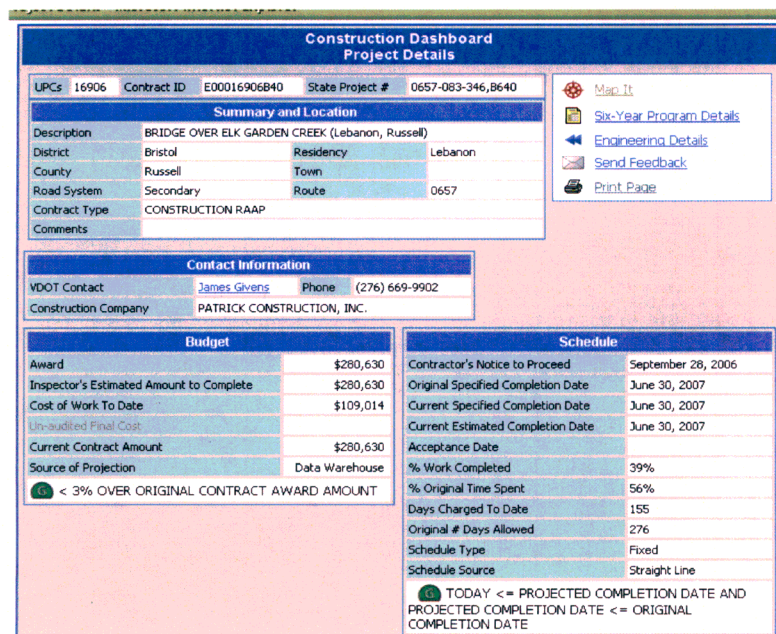 Construction Dashboard
Project Details
UPCs 16906 Contract ID E00016906B40 State Project # 0657-083-346,B640
Summary and Location
Description BRIDGE OVER ELK GARDEN CREEK (Lebanon, Russell)
District Bristol Residency Lebanon
County Russell Town
Road System Secondary Route 0657
Contract Type CONSTRUCTION RAAP
Comments
Map It
Six-Year Program Details
Engineering Details
Send Feedback
Print Page
Contact Information
VDOT Contact James Givens Phone (276) 669-9902
Construction Company PATRICK CONSTRUCTION, INC.
Budget
Award $280,630
Inspector's Estimated Amount to Complete $280,630
Cost of Work To Date $109,014
Un-audited Final Cost
Current Contract Amount $280,630
Source of Projection Data Warehouse
G < 3% OVER ORIGINAL CONTRACT AWARD AMOUNT
Schedule
Contractor's Notice to Proceed September 28, 2006
Original Specified Completion Date June 30, 2007
Current Specified Completion Date June 30, 2007
Current Estimated Completion Date June 30, 2007
Acceptance Date
% Work Completed 39%
% Original Time Spent 56%
Days Charged To Date 155
Original # Days Allowed 276
Schedule Type Fixed
Schedule Source Straight Line
G TODAY <= PROJECTED COMPLETION DATE AND
PROJECTED COMPLETION DATE <= ORIGINAL
COMPLETION DATE